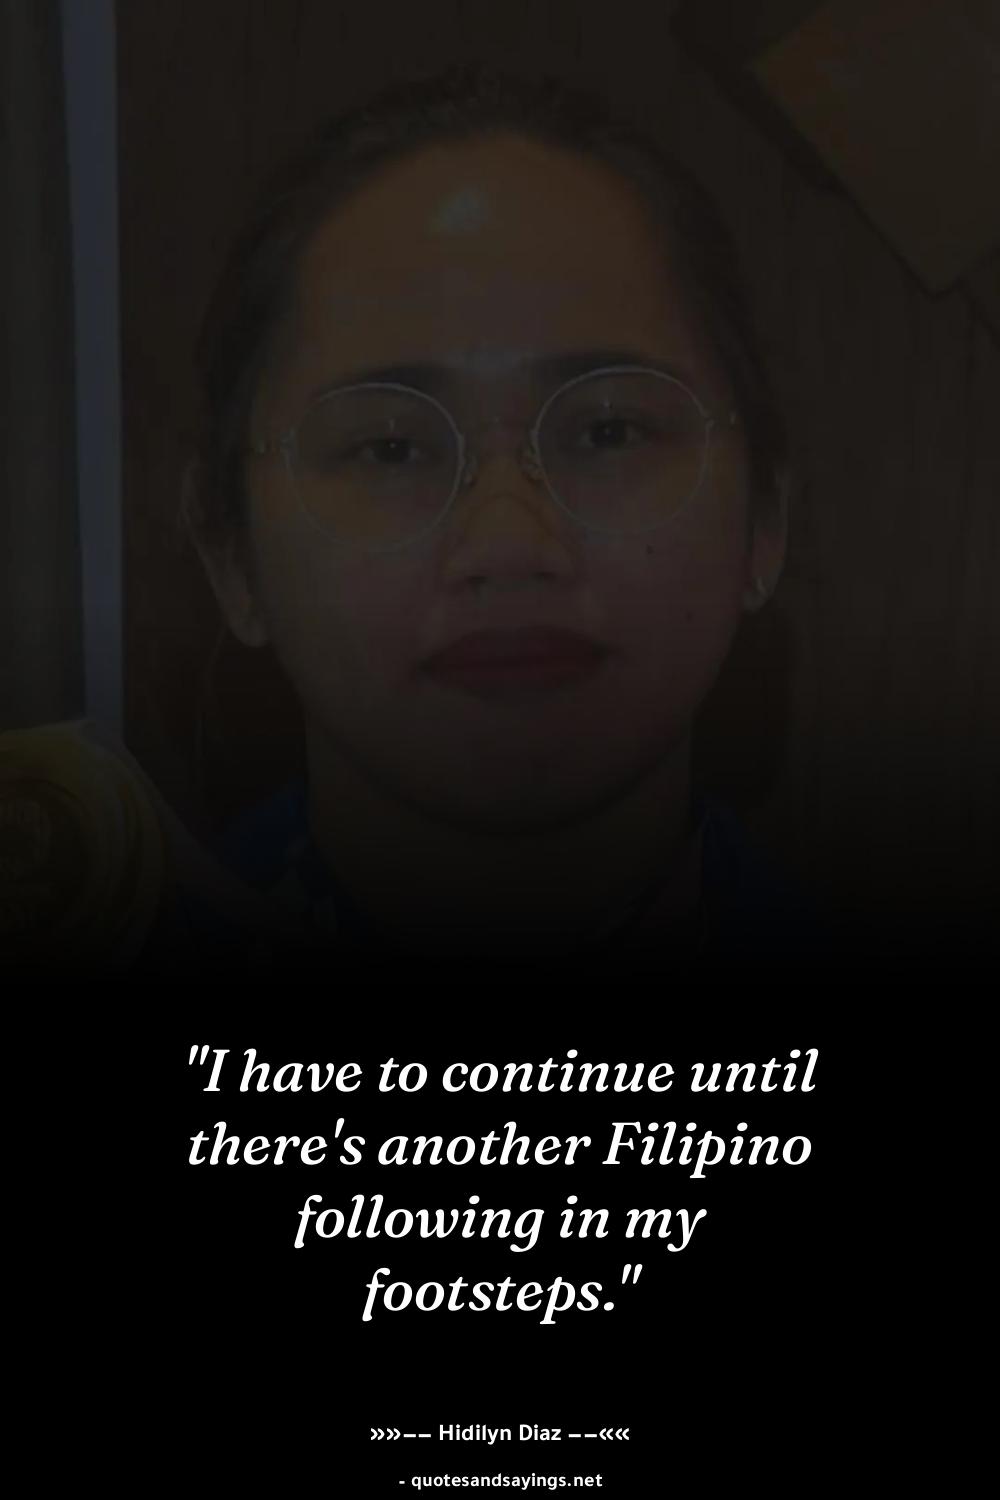 "I have to continue until
there's another Filipino
following in my
footsteps."
»»−− Hidilyn Diaz −−««
- quotesandsayings.net